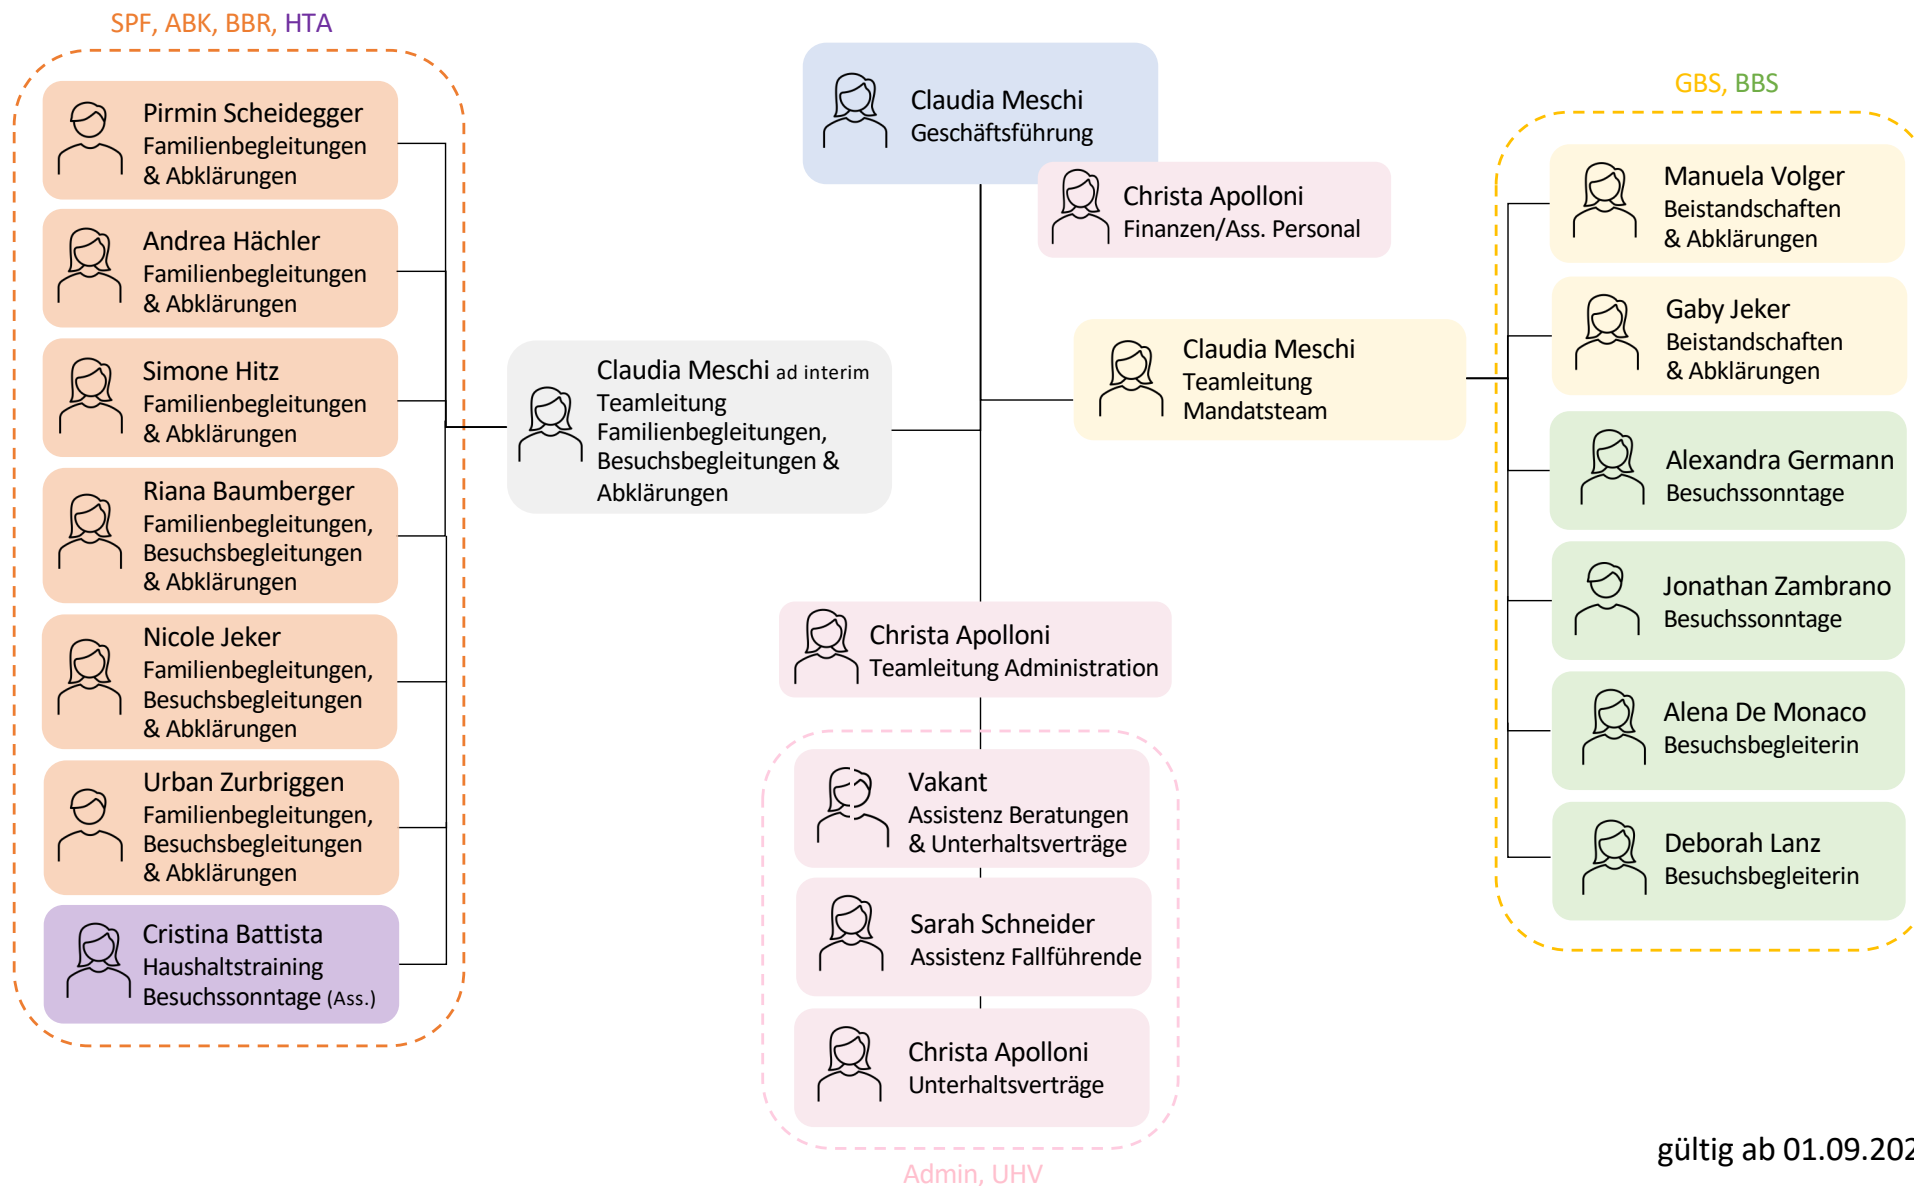 SPF, ABK, BBR, HTA
Pirmin Scheidegger
Familienbegleitungen
& Abklärungen
Andrea Hächler
Familienbegleitungen
& Abklärungen
Simone Hitz
Familienbegleitungen
& Abklärungen
Riana Baumberger
Familienbegleitungen,
Besuchsbegleitungen
& Abklärungen
Nicole Jeker
Familienbegleitungen,
Besuchsbegleitungen
& Abklärungen
Urban Zurbriggen
Familienbegleitungen,
Besuchsbegleitungen
& Abklärungen
Cristina Battista
Haushaltstraining
Besuchssonntage (Ass.)
Claudia Meschi
Geschäftsführung
Christa Apolloni
Finanzen/Ass. Personal
Claudia Meschi ad interim
Teamleitung
Familienbegleitungen,
Besuchsbegleitungen &
Abklärungen
Claudia Meschi
Teamleitung
Mandatsteam
Christa Apolloni
Teamleitung Administration
Vakant
Assistenz Beratungen
& Unterhaltsverträge
Sarah Schneider
Assistenz Fallführende
Christa Apolloni
Unterhaltsverträge
Admin, UHV
GBS, BBS
Manuela Volger
Beistandschaften
& Abklärungen
Gaby Jeker
Beistandschaften
& Abklärungen
Alexandra Germann
Besuchssonntage
Jonathan Zambrano
Besuchssonntage
Alena De Monaco
Besuchsbegleiterin
Deborah Lanz
Besuchsbegleiterin
gültig ab 01.09.202